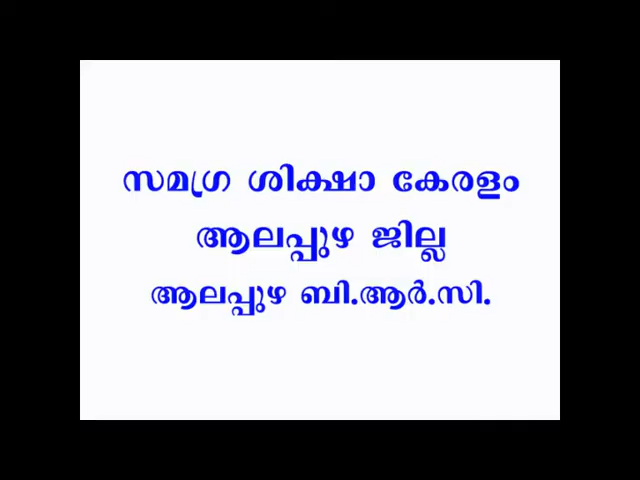 സമഗ്ര ശിക്ഷാ കേരളം
ആലപ്പുഴ ജില്ല
ആലപ്പുഴ ബി.ആർ.സി.